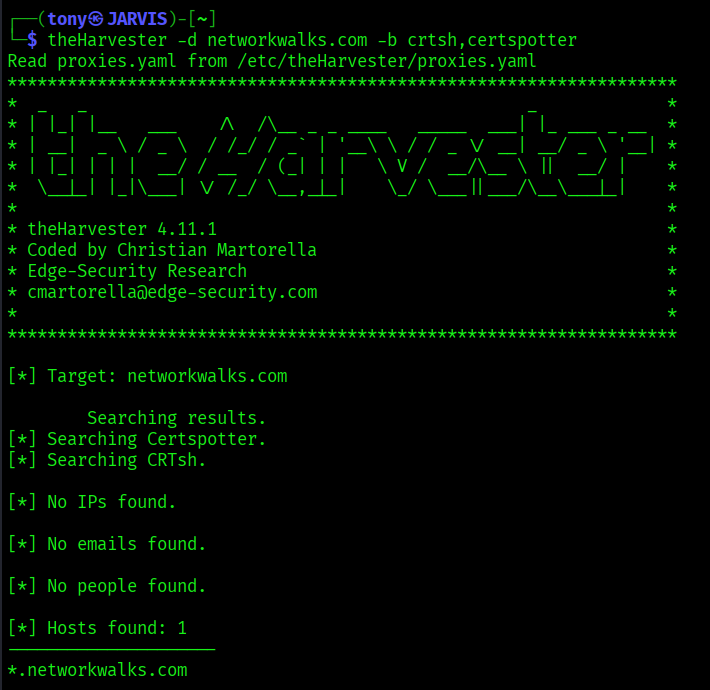 ┌──(tony㉿JARVIS)-[~]
└─$ theHarvester -d networkwalks.com -b crtsh,certspotter
Read proxies.yaml from /etc/theHarvester/proxies.yaml
*******************************************************************
theHarvester
* theHarvester 4.11.1 *
* Coded by Christian Martorella *
* Edge-Security Research *
* cmartorella@edge-security.com *
* *
*******************************************************************
[*] Target: networkwalks.com
Searching results.
[*] Searching Certspotter.
[*] Searching CRTsh.
[*] No IPs found.
[*] No emails found.
[*] No people found.
[*] Hosts found: 1
---------------------
*.networkwalks.com